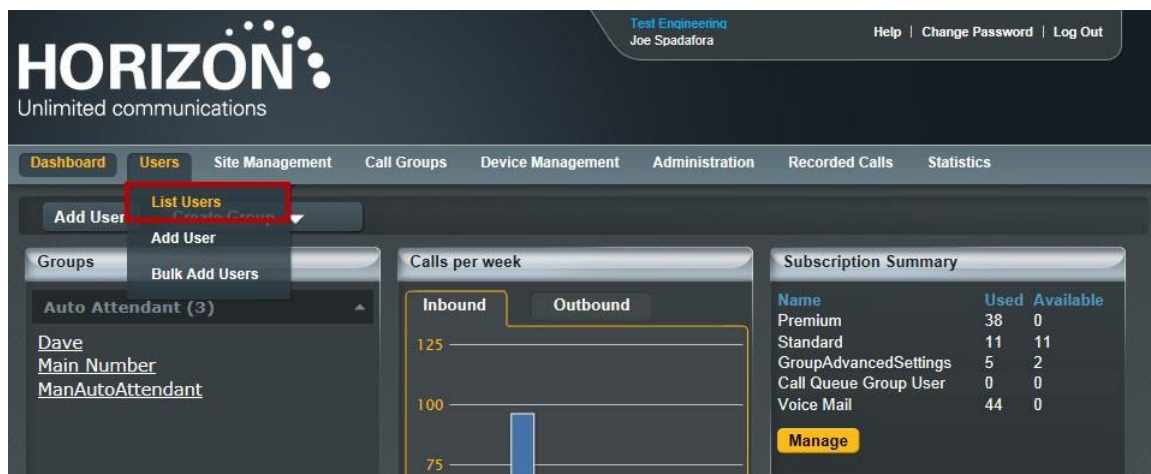 HORIZON
Unlimited communications
Test Engineering
Joe Spadafora
Help | Change Password | Log Out
Dashboard Users Site Management Call Groups Device Management Administration Recorded Calls Statistics
List Users
Add User
Bulk Add Users
Add User Create Group
Groups
Auto Attendant (3)
Dave
Main Number
ManAutoAttendant
Calls per week
Inbound Outbound
125
100
75
Subscription Summary
Name Used Available
Premium 38 0
Standard 11 11
GroupAdvancedSettings 5 2
Call Queue Group User 0 0
Voice Mail 44 0
Manage